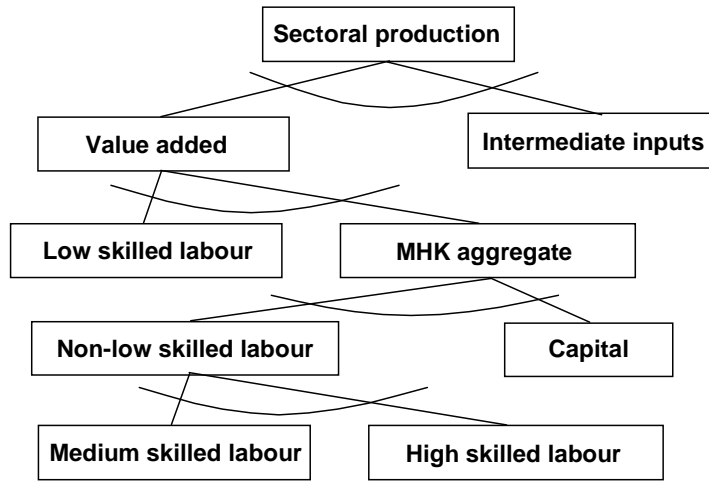 Sectoral production
Value added
Intermediate inputs
Low skilled labour
MHK aggregate
Non-low skilled labour
Capital
Medium skilled labour
High skilled labour